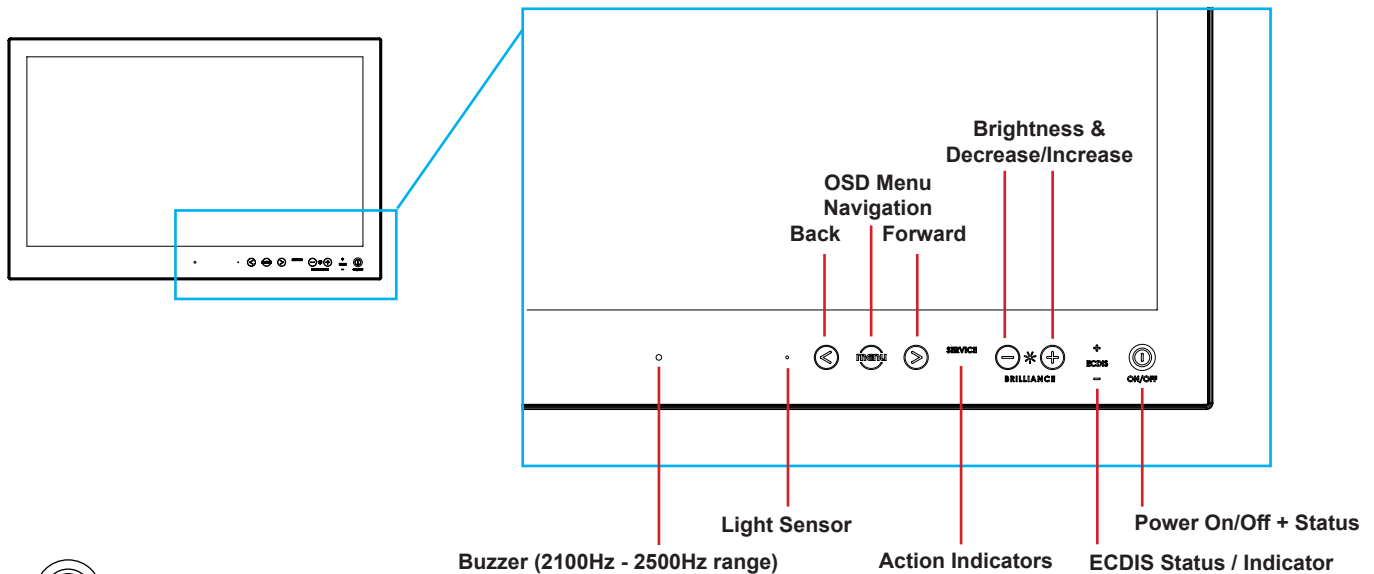 Brightness &
Decrease/Increase
OSD Menu
Navigation
Back Forward
menu
SERVICE
BRILLIANCE
ECDIS
ON/OFF
Light Sensor
Power On/Off + Status
Buzzer (2100Hz - 2500Hz range)
Action Indicators
ECDIS Status / Indicator